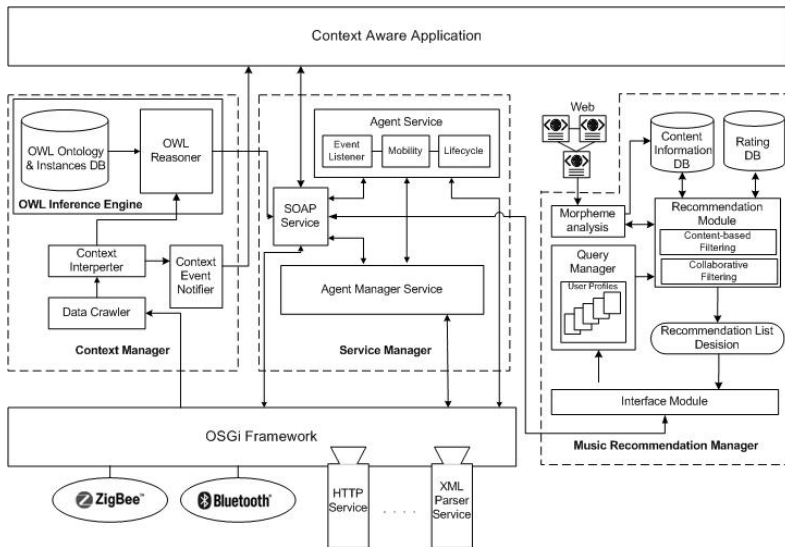 Context Aware Application
OWL Ontology
& Instances DB
OWL
Reasoner
OWL Inference Engine
Context
Interperter
Context
Event
Notifier
Data Crawler
Context Manager
Agent Service
Event
Listener
Mobility
Lifecycle
SOAP
Service
Agent Manager Service
Service Manager
Web
Content
Information
DB
Rating
DB
Morpheme
analysis
Recommendation
Module
Content-based
Filtering
Collaborative
Filtering
Query
Manager
User Profiles
Recommendation List
Desision
Interface Module
Music Recommendation Manager
OSGi Framework
ZigBee™
Bluetooth®
HTTP
Service
. . . .
XML
Parser
Service